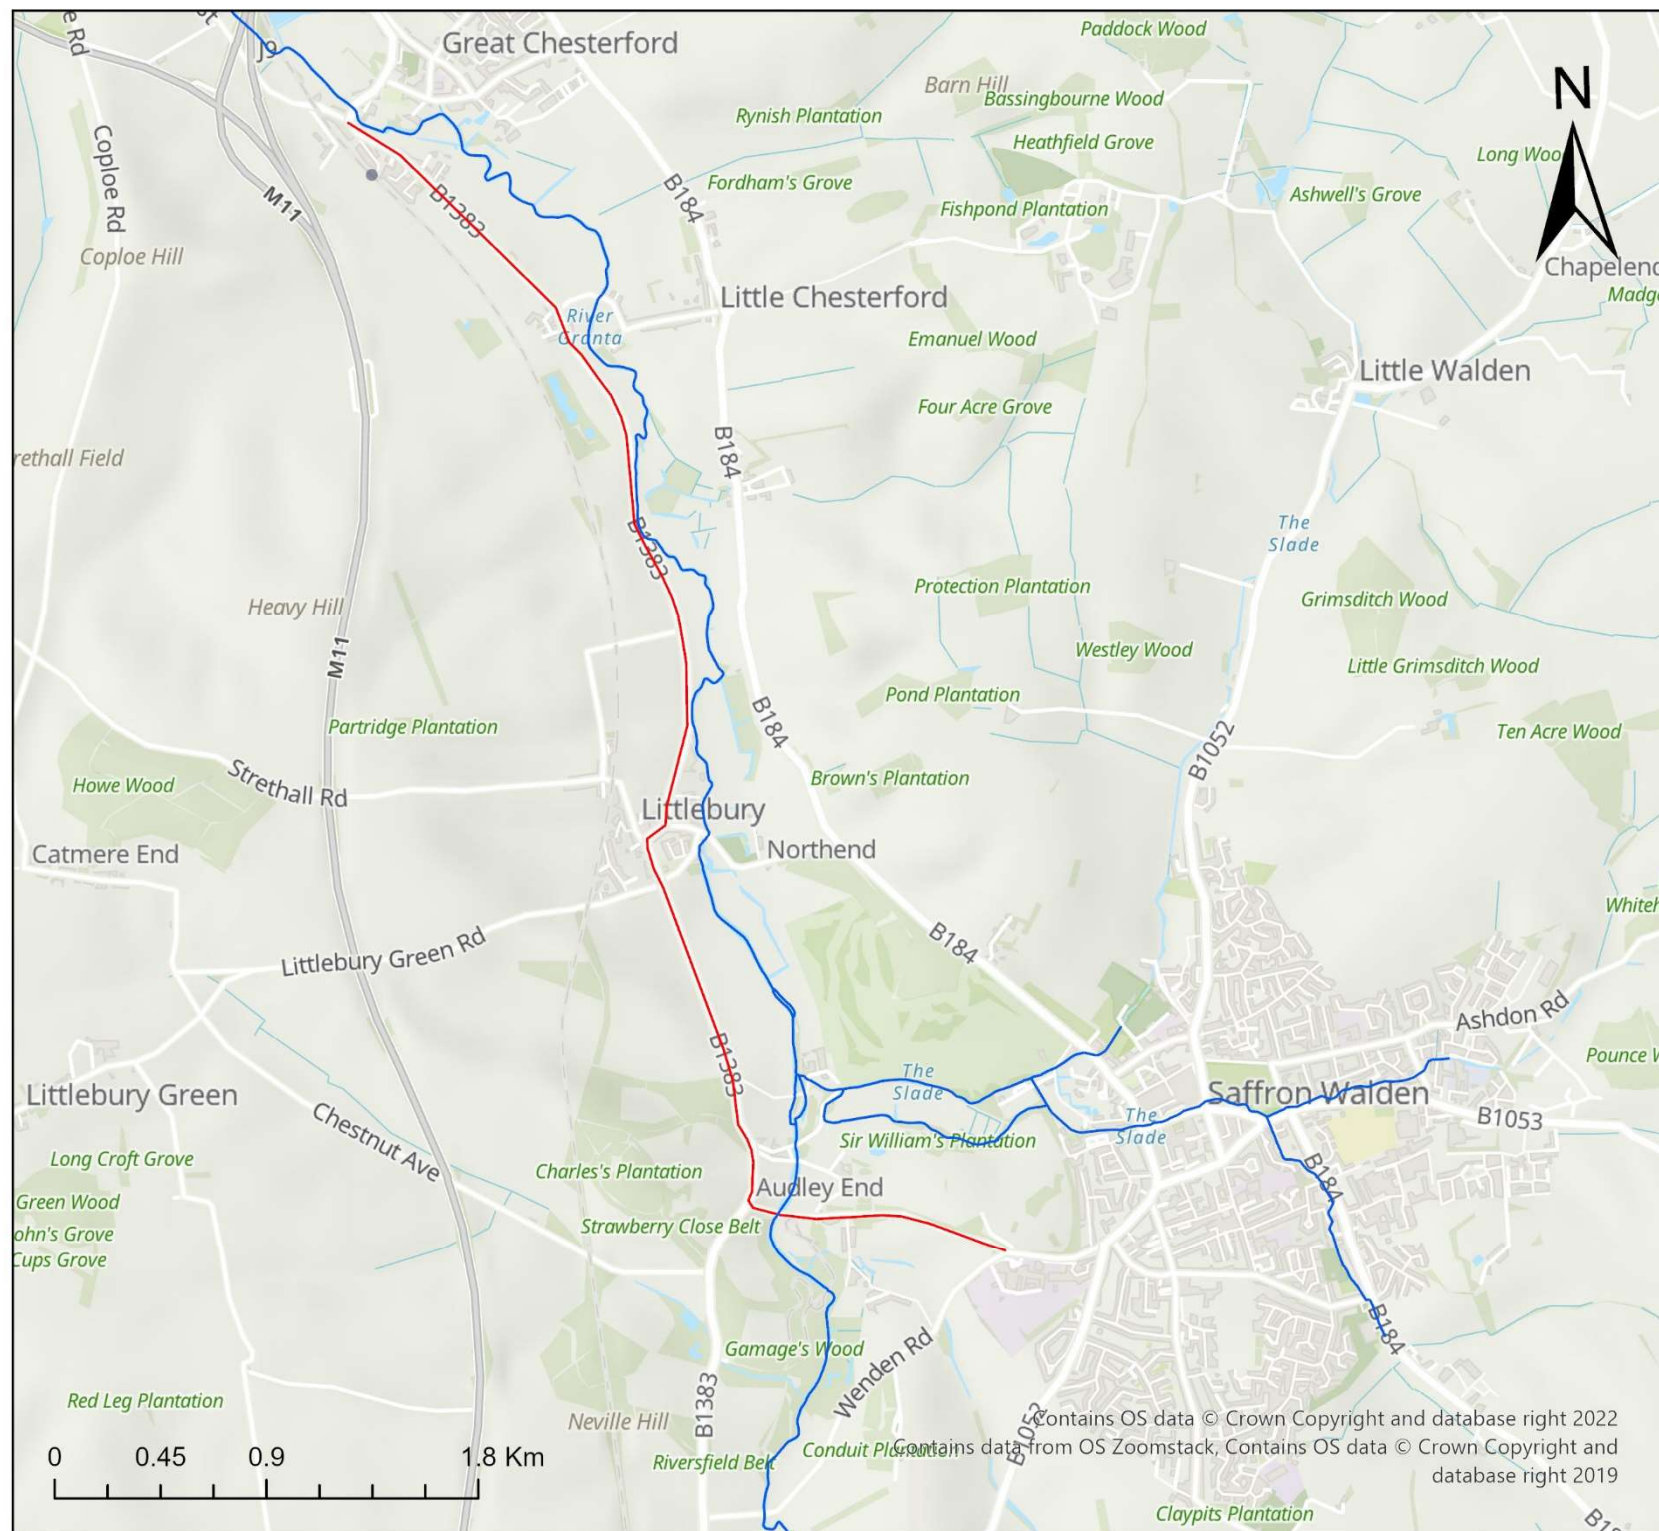 Great Chesterford
Paddock Wood
J9
e Rd
st
Barn Hill
Bassingbourne Wood
N
Rynish Plantation
Heathfield Grove
Coploe Rd
Fordham's Grove
B184
Ashwell's Grove
M11
B1383
Fishpond Plantation
Coploe Hill
Chapelend
Little Chesterford
Madge
River
Granta
Emanuel Wood
Little Walden
Four Acre Grove
rethall Field
B184
The
Slade
B1383
Protection Plantation
Grimsditch Wood
Heavy Hill
M11
Westley Wood
Little Grimsditch Wood
Pond Plantation
Partridge Plantation
B184
B1052
Ten Acre Wood
Howe Wood
Strethall Rd
Brown's Plantation
Littlebury
Catmere End
Northend
Whiteh
Littlebury Green Rd
B184
Ashdon Rd
B1383
Pounce W
Littlebury Green
The
Slade
Saffron Walden
Chestnut Ave
The
Slade
B1053
Sir William's Plantation
Long Croft Grove
Charles's Plantation
B184
Green Wood
Audley End
ohn's Grove
Strawberry Close Belt
Cups Grove
B184
Gamage's Wood
Wenden Rd
Red Leg Plantation
B1383
Neville Hill
B1052
Conduit Plantation
Riversfield Belt
0 0.45 0.9 1.8 Km
Contains OS data © Crown Copyright and database right 2022
Contains data from OS Zoomstack, Contains OS data © Crown Copyright and
database right 2019
Claypits Plantation